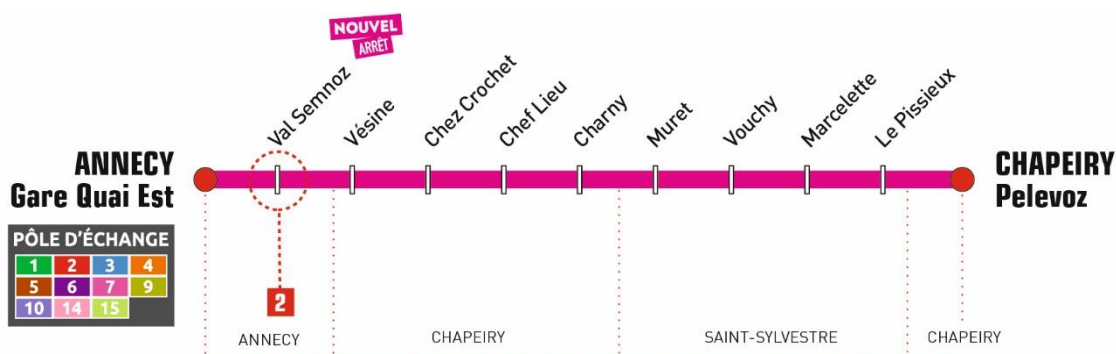 NOUVEL
ARRÊT
Val Semnoz
Vésine
Chez Crochet
Chef Lieu
Charny
Muret
Vouchy
Marcelette
Le Pissieux
ANNECY
Gare Quai Est
CHAPEIRY
Pelevoz
PÔLE D'ÉCHANGE
1 2 3 4
5 6 7 9
10 14 15
2
ANNECY CHAPEIRY SAINT-SYLVESTRE CHAPEIRY